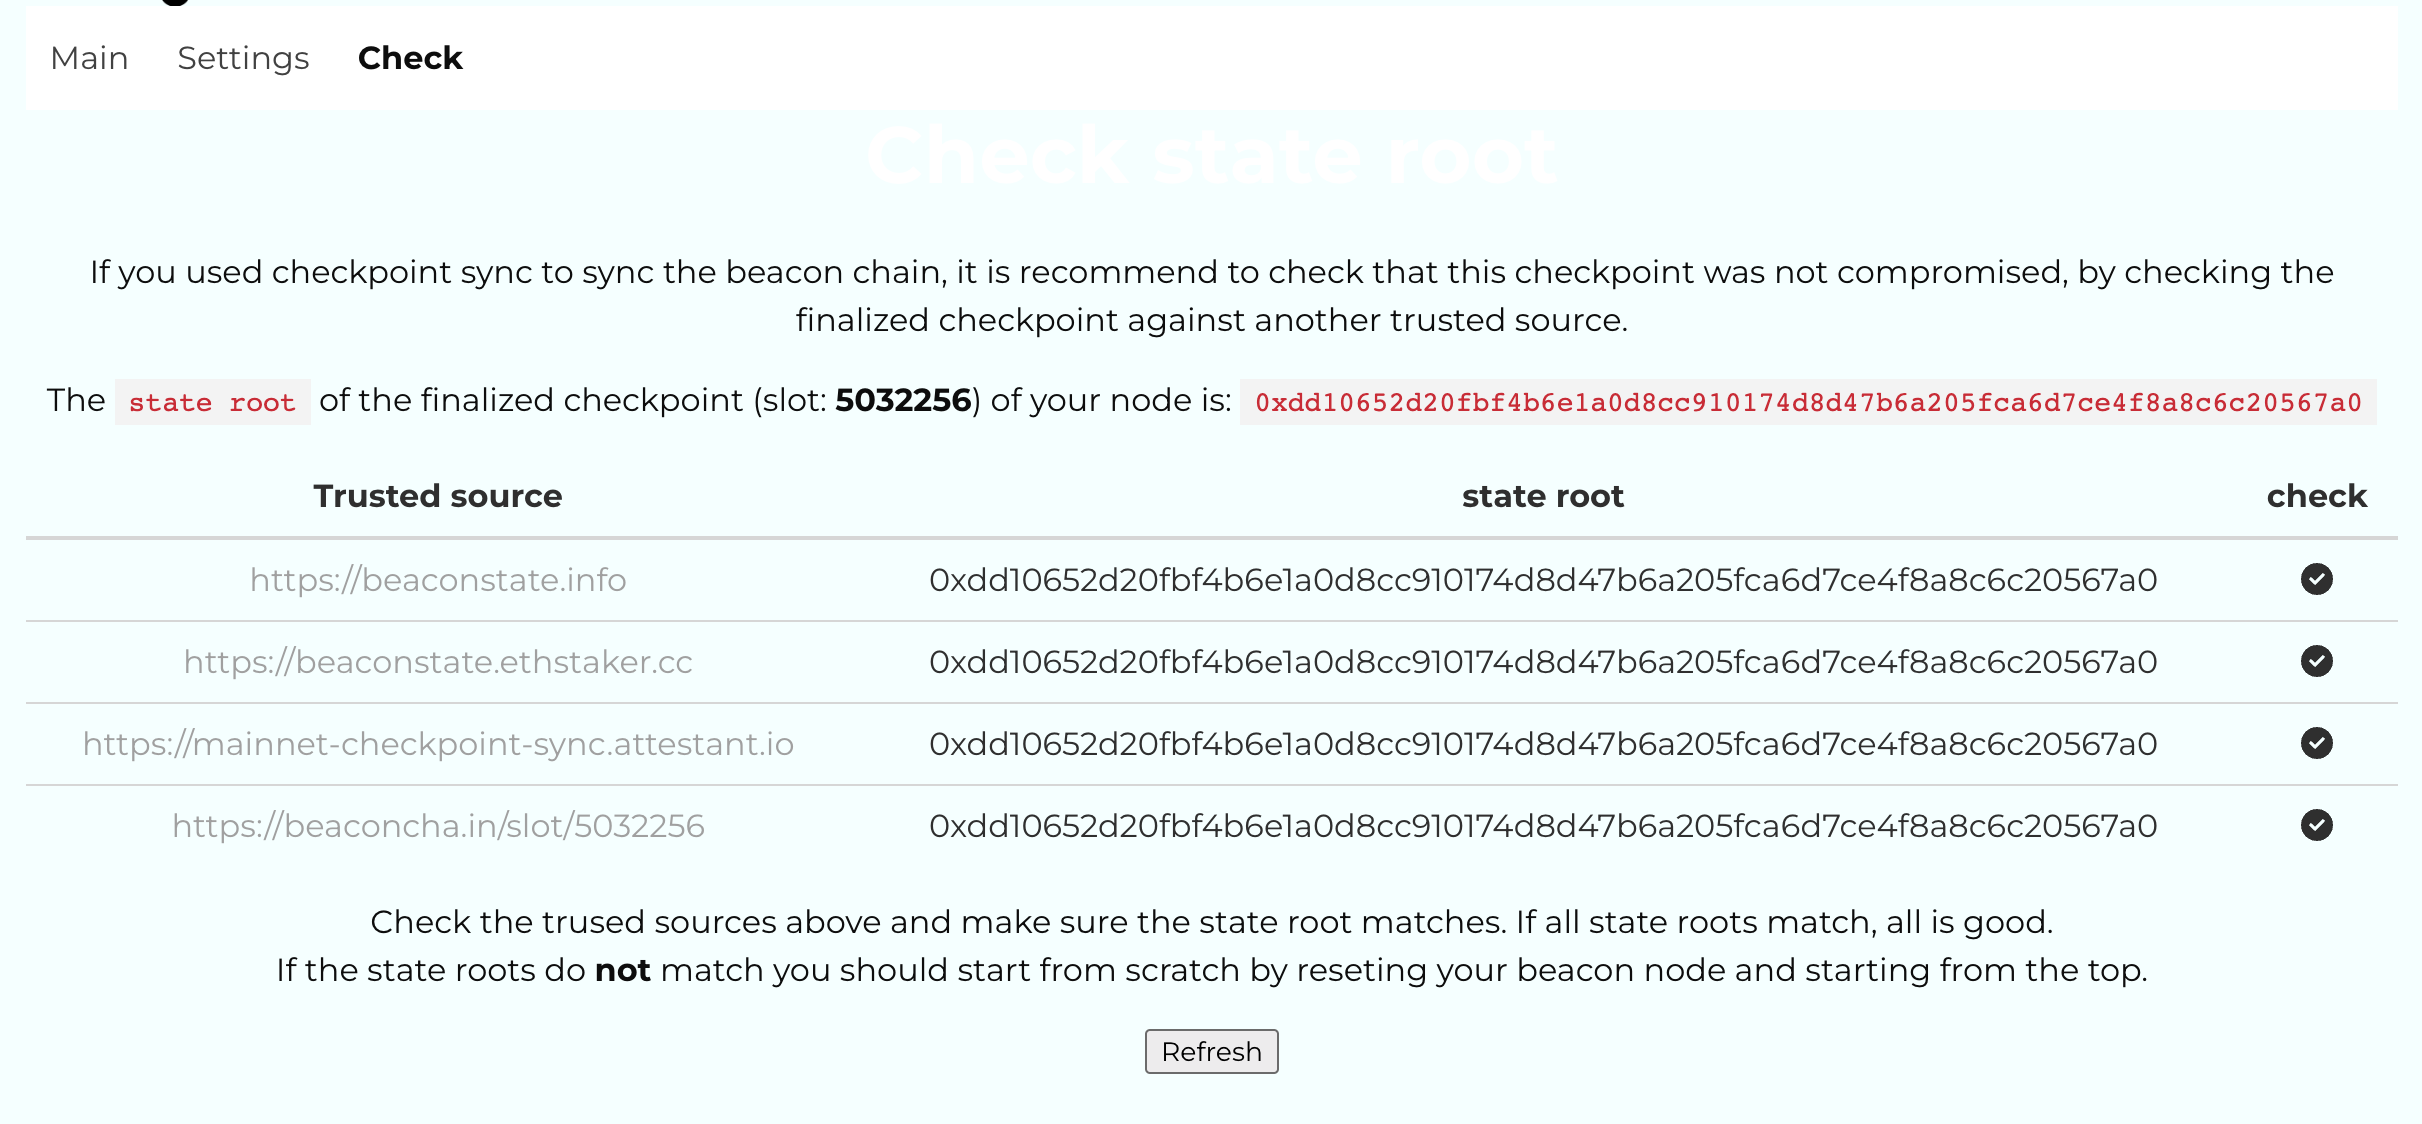 Main Settings Check
Check state root
If you used checkpoint sync to sync the beacon chain, it is recommend to check that this checkpoint was not compromised, by checking the
finalized checkpoint against another trusted source.
The state root of the finalized checkpoint (slot: 5032256) of your node is: 0xdd10652d20fbf4b6e1a0d8cc910174d8d47b6a205fca6d7ce4f8a8c6c20567a0
Trusted source state root check
https://beaconstate.info 0xdd10652d20fbf4b6e1a0d8cc910174d8d47b6a205fca6d7ce4f8a8c6c20567a0
https://beaconstate.ethstaker.cc 0xdd10652d20fbf4b6e1a0d8cc910174d8d47b6a205fca6d7ce4f8a8c6c20567a0
https://mainnet-checkpoint-sync.attestant.io 0xdd10652d20fbf4b6e1a0d8cc910174d8d47b6a205fca6d7ce4f8a8c6c20567a0
https://beaconcha.in/slot/5032256 0xdd10652d20fbf4b6e1a0d8cc910174d8d47b6a205fca6d7ce4f8a8c6c20567a0
Check the trused sources above and make sure the state root matches. If all state roots match, all is good.
If the state roots do not match you should start from scratch by reseting your beacon node and starting from the top.
Refresh